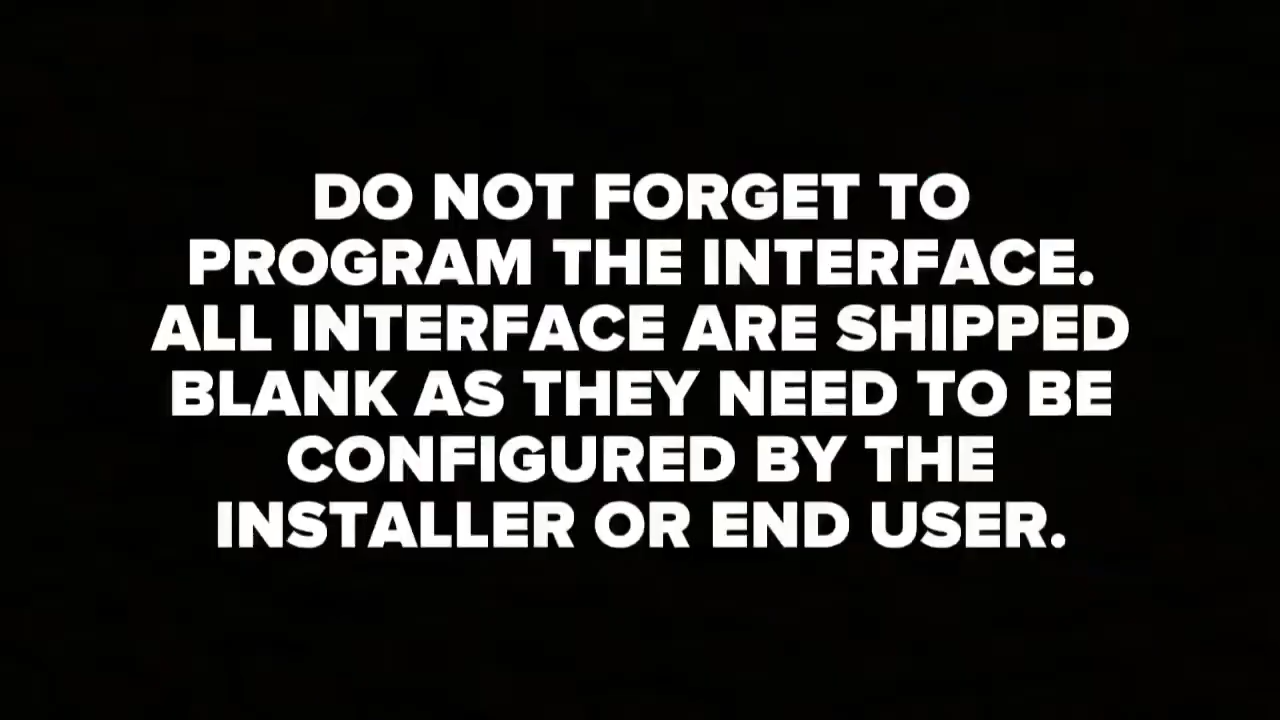 DO NOT FORGET TO
PROGRAM THE INTERFACE.
ALL INTERFACE ARE SHIPPED
BLANK AS THEY NEED TO BE
CONFIGURED BY THE
INSTALLER OR END USER.